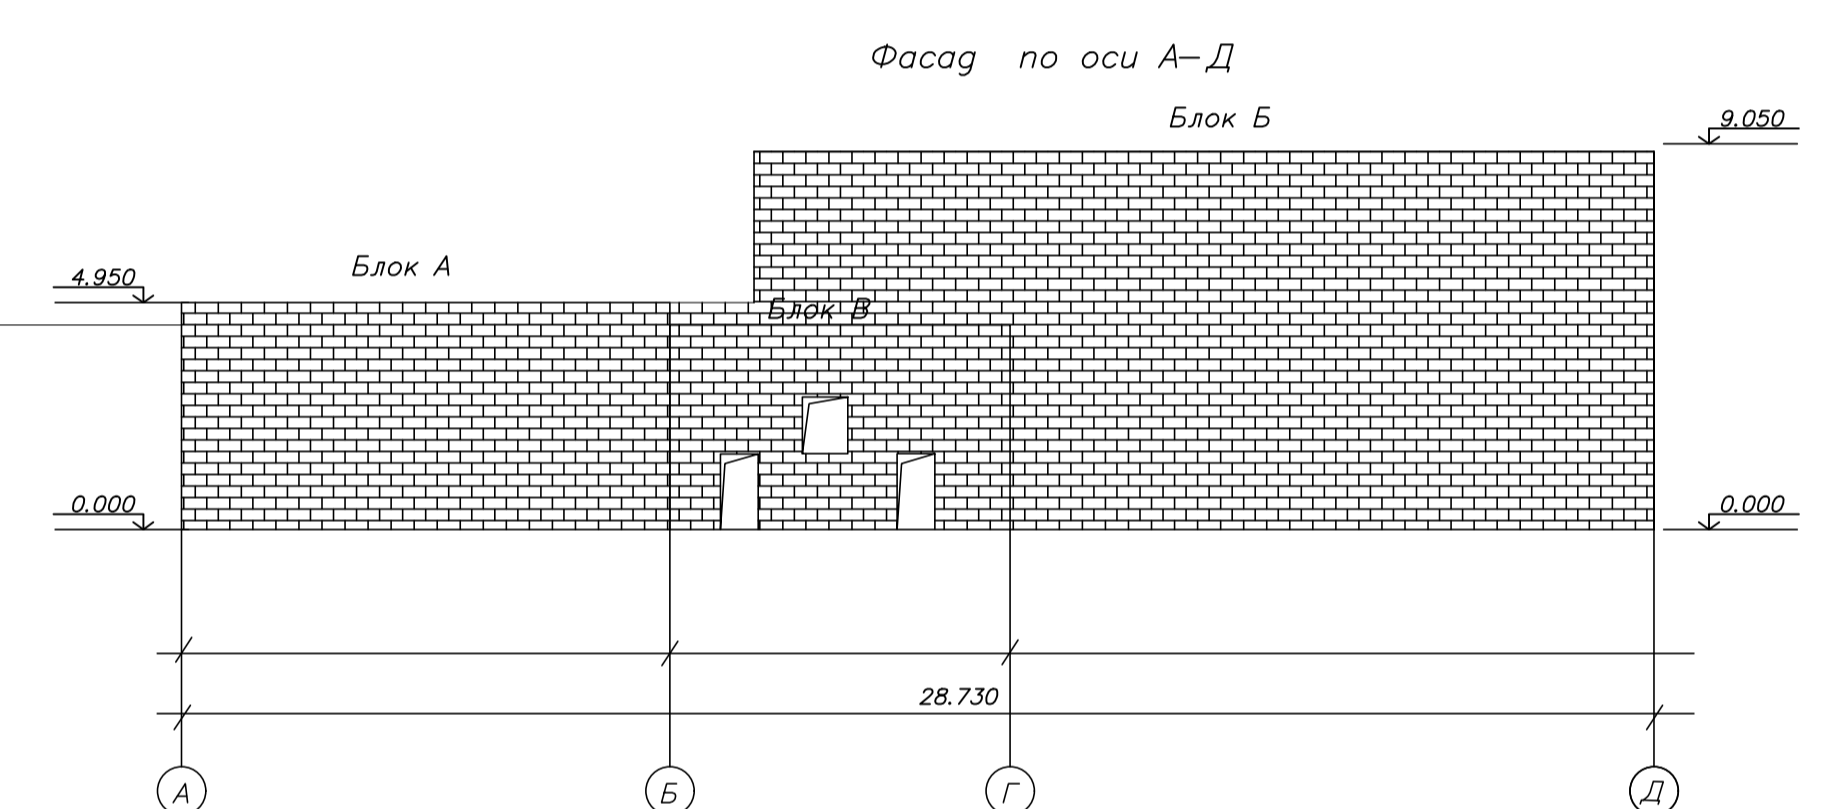 Фасад по оси А-Д
Блок Б
9.050
Блок А
4.950
Блок В
0.000
0.000
28.730
А
Б
Г
Д